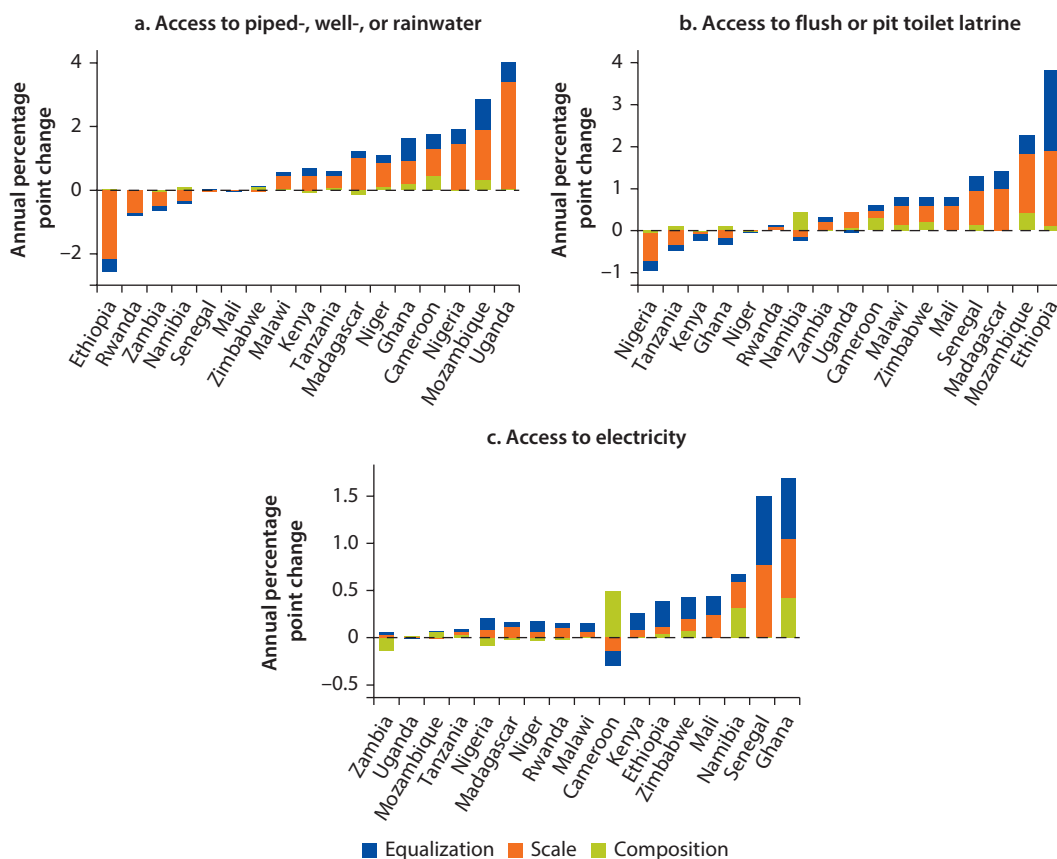 a. Access to piped-, well-, or rainwater
Annual percentage
point change
4
2
0
−2
Ethiopia
Rwanda
Zambia
Namibia
Senegal
Mali
Zimbabwe
Malawi
Kenya
Tanzania
Madagascar
Niger
Ghana
Cameroon
Nigeria
Mozambique
Uganda
b. Access to flush or pit toilet latrine
Annual percentage
point change
4
3
2
1
0
−1
Nigeria
Tanzania
Kenya
Ghana
Niger
Rwanda
Namibia
Zambia
Uganda
Cameroon
Malawi
Zimbabwe
Mali
Senegal
Madagascar
Mozambique
Ethiopia
c. Access to electricity
Annual percentage
point change
1.5
1.0
0.5
0
−0.5
Zambia
Uganda
Mozambique
Tanzania
Nigeria
Madagascar
Niger
Rwanda
Malawi
Cameroon
Kenya
Ethiopia
Zimbabwe
Mali
Namibia
Senegal
Ghana
Equalization Scale Composition